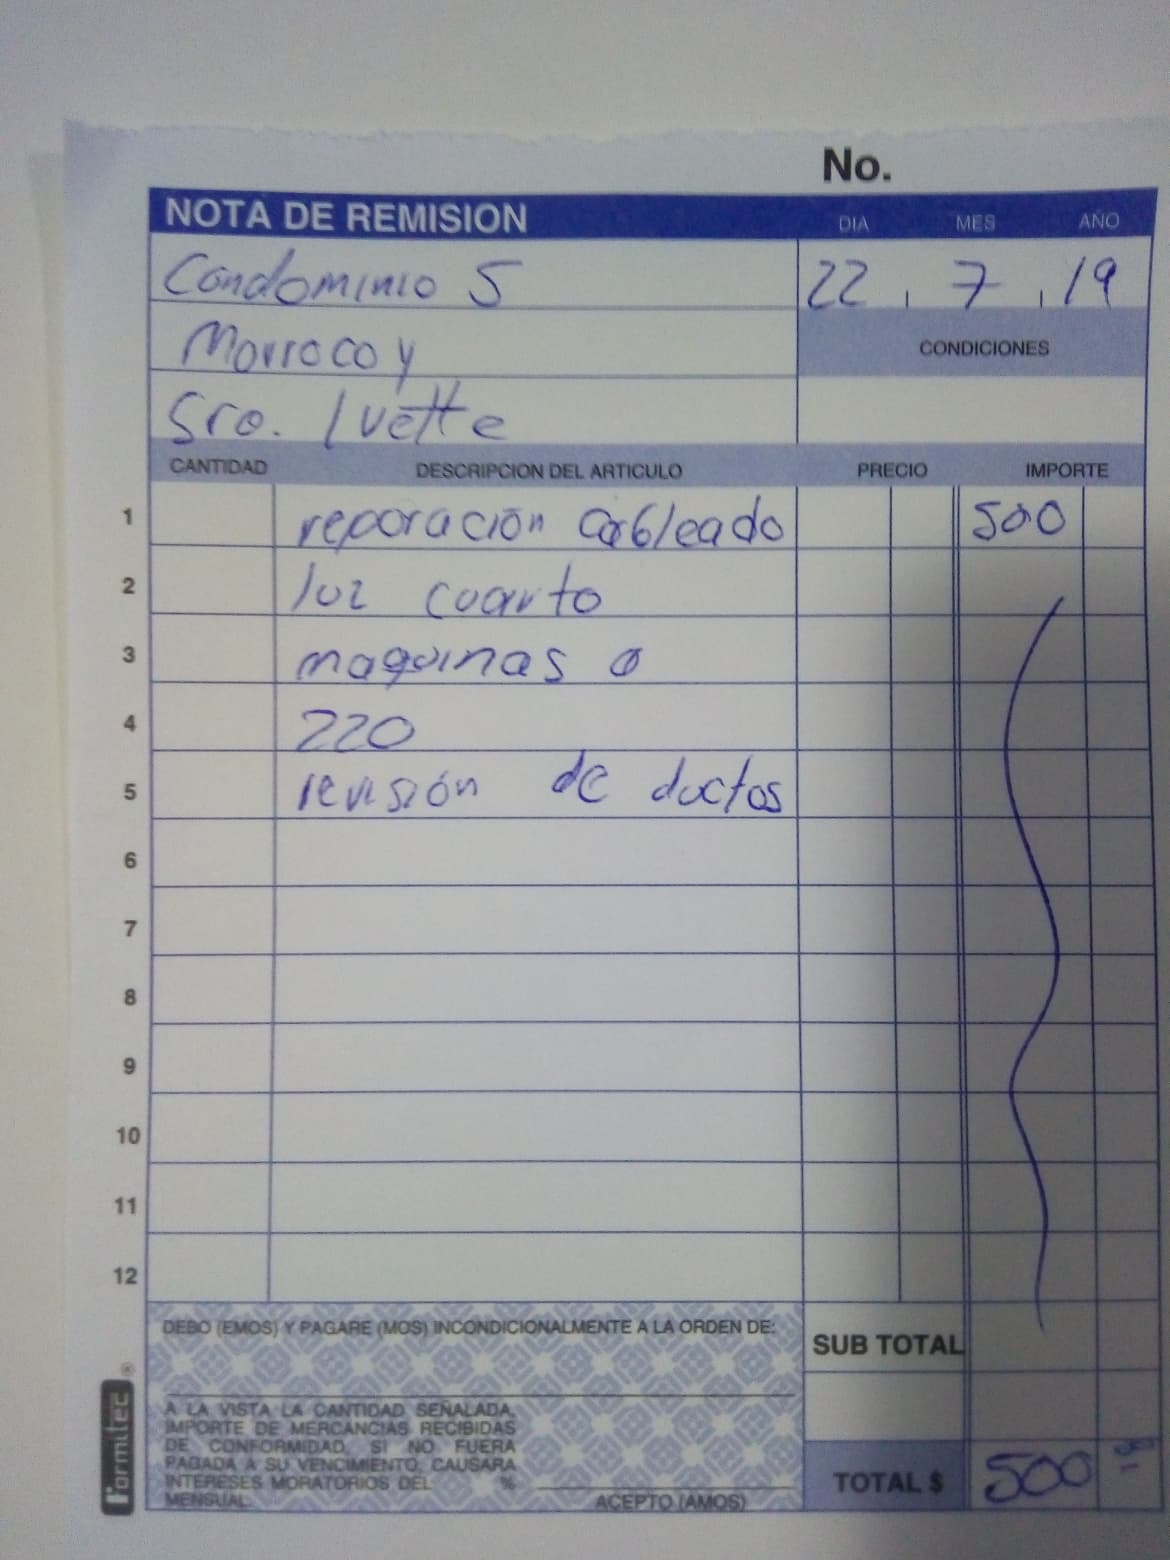 No.
NOTA DE REMISION DIA MES AÑO
Condominio 5 22 , 7 , 19
Morrocoy
CONDICIONES
Sra. Ivette
CANTIDAD DESCRIPCION DEL ARTICULO PRECIO IMPORTE
1 reparación cableado 500
2 luz cuarto
3 maquinas a
4 220
5 revisión de ductos
6
7
8
9
10
11
12
DEBO (EMOS) Y PAGARE (MOS) INCONDICIONALMENTE A LA ORDEN DE:
SUB TOTAL
A LA VISTA LA CANTIDAD SEÑALADA,
IMPORTE DE MERCANCIAS RECIBIDAS
DE CONFORMIDAD. SI NO FUERA
PAGADA A SU VENCIMIENTO, CAUSARA
INTERESES MORATORIOS DEL %
MENSUAL.
ACEPTO (AMOS)
TOTAL $ 500 00
Formitec ®